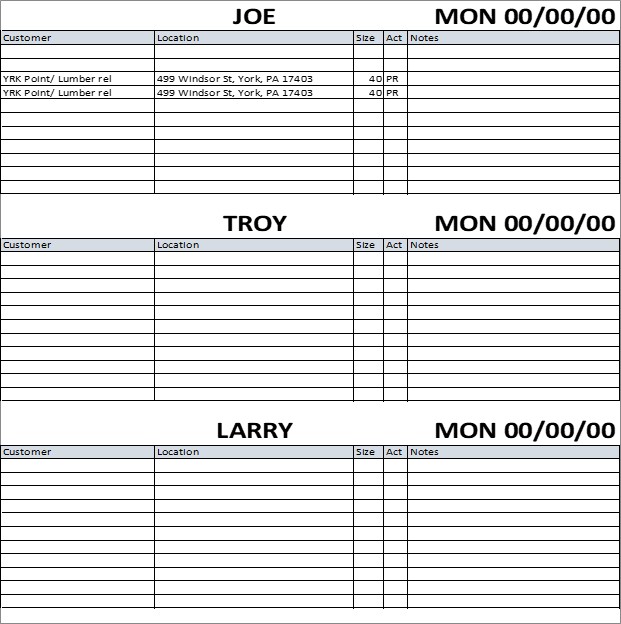 JOE MON 00/00/00
Customer Location Size Act Notes
YRK Point/ Lumber rel 499 Windsor St, York, PA 17403 40 PR
YRK Point/ Lumber rel 499 Windsor St, York, PA 17403 40 PR
TROY MON 00/00/00
Customer Location Size Act Notes
LARRY MON 00/00/00
Customer Location Size Act Notes